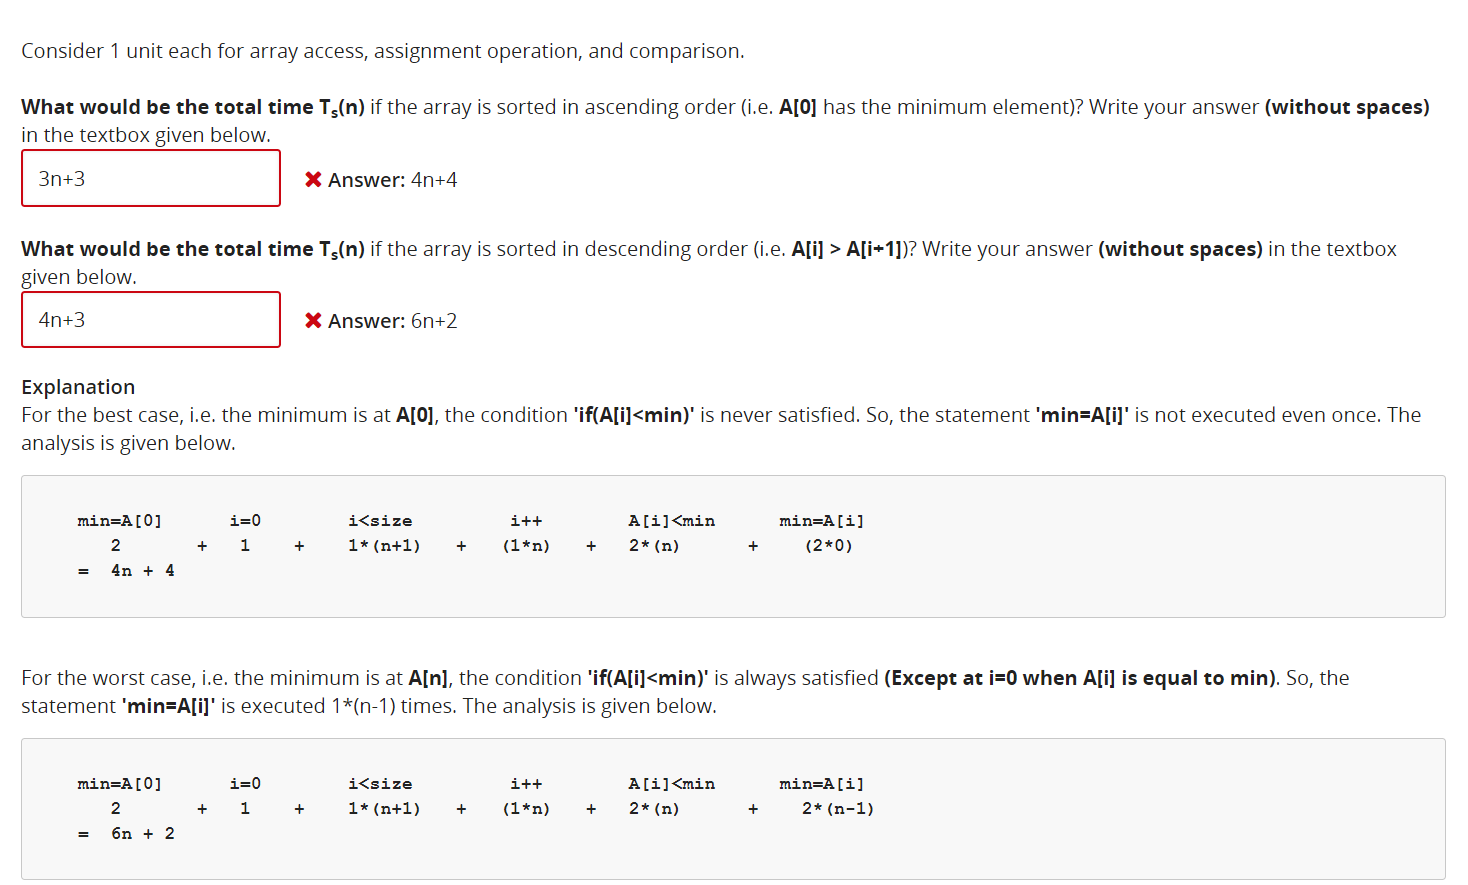 Consider 1 unit each for array access, assignment operation, and comparison.
What would be the total time Ts(n) if the array is sorted in ascending order (i.e. A[0] has the minimum element)? Write your answer (without spaces)
in the textbox given below.
3n+3
✖ Answer: 4n+4
What would be the total time Ts(n) if the array is sorted in descending order (i.e. A[i] > A[i+1])? Write your answer (without spaces) in the textbox
given below.
4n+3
✖ Answer: 6n+2
Explanation
For the best case, i.e. the minimum is at A[0], the condition 'if(A[i]<min)' is never satisfied. So, the statement 'min=A[i]' is not executed even once. The
analysis is given below.
min=A[0] i=0 i<size i++ A[i]<min min=A[i]
2 + 1 + 1*(n+1) + (1*n) + 2*(n) + (2*0)
= 4n + 4
For the worst case, i.e. the minimum is at A[n], the condition 'if(A[i]<min)' is always satisfied (Except at i=0 when A[i] is equal to min). So, the
statement 'min=A[i]' is executed 1*(n-1) times. The analysis is given below.
min=A[0] i=0 i<size i++ A[i]<min min=A[i]
2 + 1 + 1*(n+1) + (1*n) + 2*(n) + 2*(n-1)
= 6n + 2